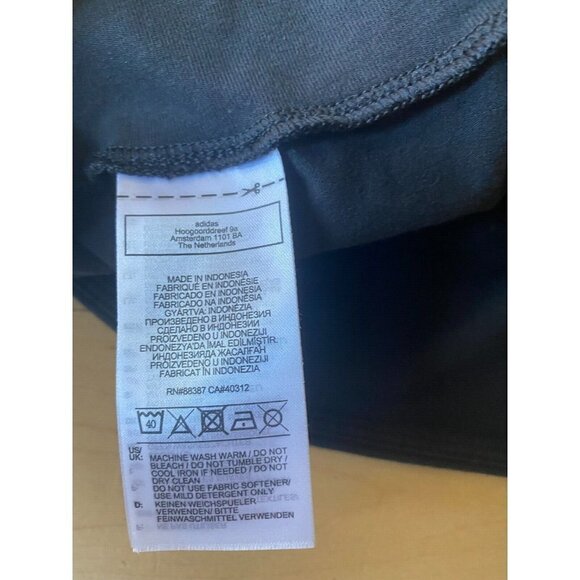 adidas
Hoogoorddreef 9a
Amsterdam 1101 BA
The Netherlands
MADE IN INDONESIA
FABRIQUÉ EN INDONÉSIE
FABRICADO EN INDONESIA
FABRICADO NA INDONÉSIA
GYÁRTVA: INDONÉZIA
ПРОИЗВЕДЕНО В ИНДОНЕЗИЯ
СДЕЛАНО В ИНДОНЕЗИИ
PROIZVEDENO U INDONEZIJI
ENDONEZYA'DA İMAL EDİLMİŞTİR.
ИНДОНЕЗИЯДА ЖАСАЛҒАН
PROIZVEDENO U INDONEZIJI
FABRICAT IN INDONEZIA
RN#88387 CA#40312
40
US/
UK: MACHINE WASH WARM / DO NOT
BLEACH / DO NOT TUMBLE DRY /
COOL IRON IF NEEDED / DO NOT
DRY CLEAN
DO NOT USE FABRIC SOFTENER/
USE MILD DETERGENT ONLY
D: KEINEN WEICHSPUELER
VERWENDEN/ BITTE
FEINWASCHMITTEL VERWENDEN